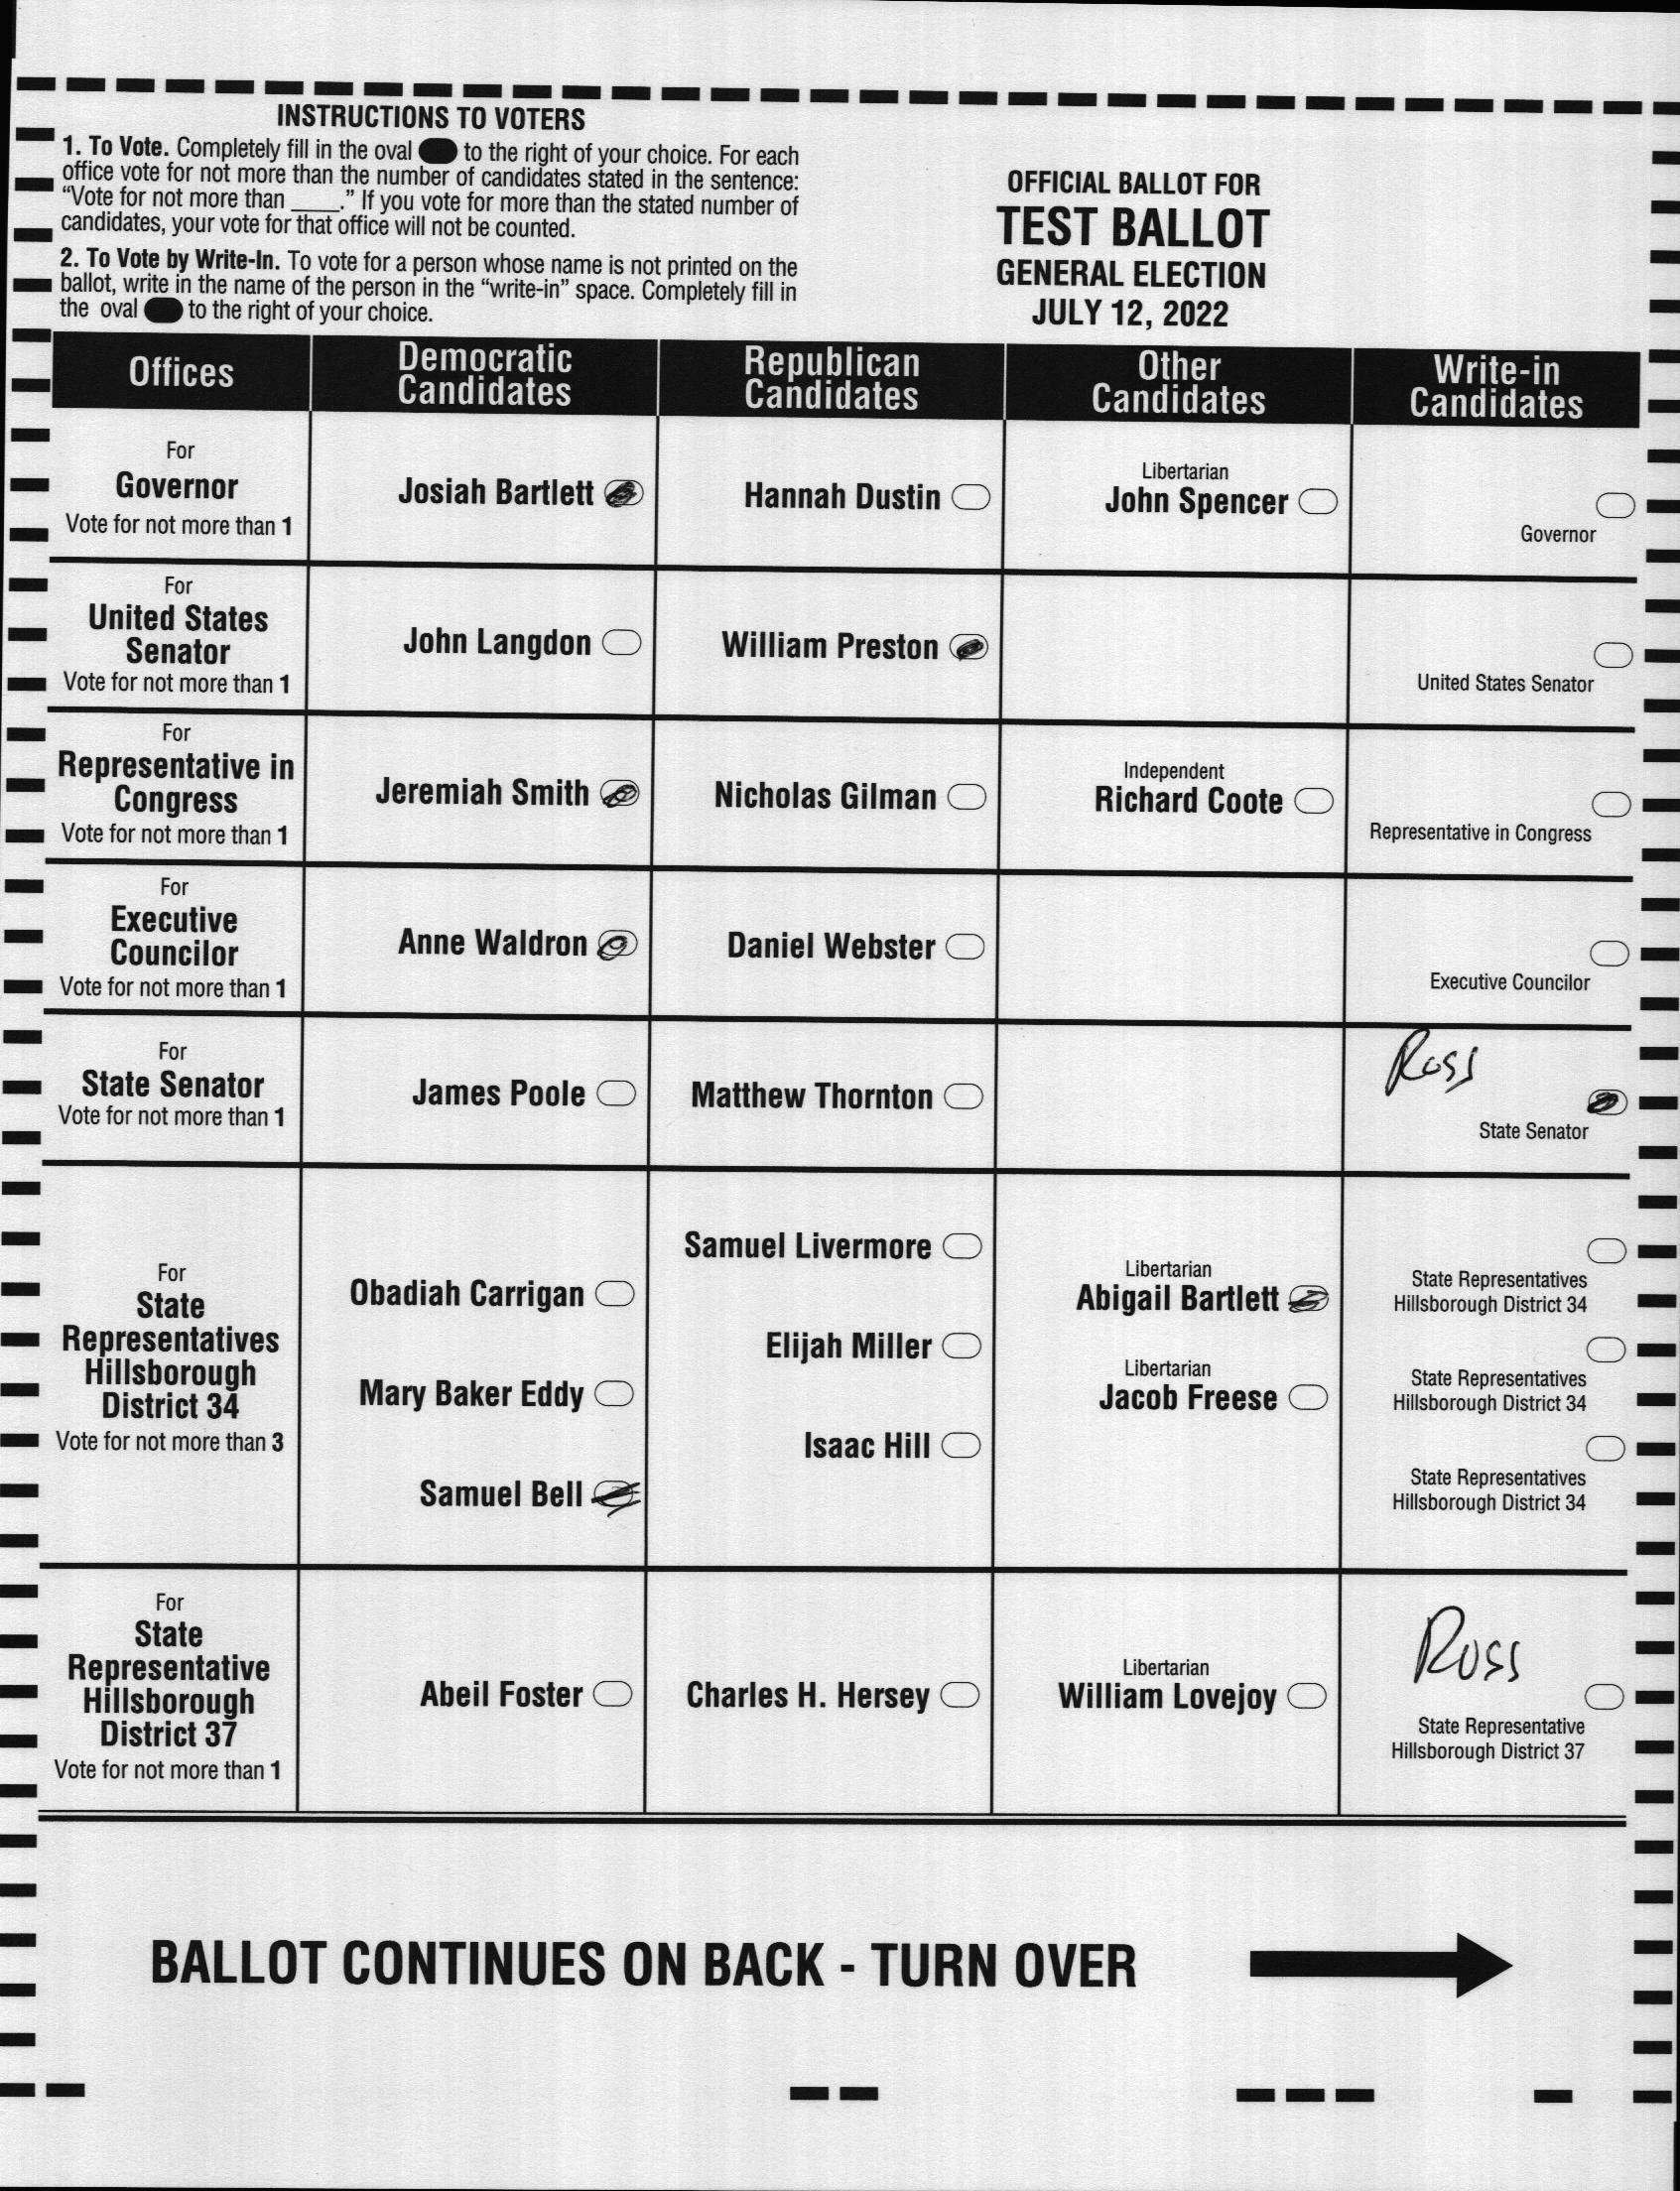 INSTRUCTIONS TO VOTERS
1. To Vote. Completely fill in the oval to the right of your choice. For each
office vote for not more than the number of candidates stated in the sentence:
“Vote for not more than ____.” If you vote for more than the stated number of
candidates, your vote for that office will not be counted.
2. To Vote by Write-In. To vote for a person whose name is not printed on the
ballot, write in the name of the person in the “write-in” space. Completely fill in
the oval to the right of your choice.
OFFICIAL BALLOT FOR
TEST BALLOT
GENERAL ELECTION
JULY 12, 2022
Offices
Democratic
Candidates
Republican
Candidates
Other
Candidates
Write-in
Candidates
For
Governor
Vote for not more than 1
Josiah Bartlett
Hannah Dustin
Libertarian
John Spencer
Governor
For
United States
Senator
Vote for not more than 1
John Langdon
William Preston
United States Senator
For
Representative in
Congress
Vote for not more than 1
Jeremiah Smith
Nicholas Gilman
Independent
Richard Coote
Representative in Congress
For
Executive
Councilor
Vote for not more than 1
Anne Waldron
Daniel Webster
Executive Councilor
For
State Senator
Vote for not more than 1
James Poole
Matthew Thornton
Ross
State Senator
For
State
Representatives
Hillsborough
District 34
Vote for not more than 3
Obadiah Carrigan
Mary Baker Eddy
Samuel Bell
Samuel Livermore
Elijah Miller
Isaac Hill
Libertarian
Abigail Bartlett
Libertarian
Jacob Freese
State Representatives
Hillsborough District 34
State Representatives
Hillsborough District 34
State Representatives
Hillsborough District 34
For
State
Representative
Hillsborough
District 37
Vote for not more than 1
Abeil Foster
Charles H. Hersey
Libertarian
William Lovejoy
Ross
State Representative
Hillsborough District 37
BALLOT CONTINUES ON BACK - TURN OVER